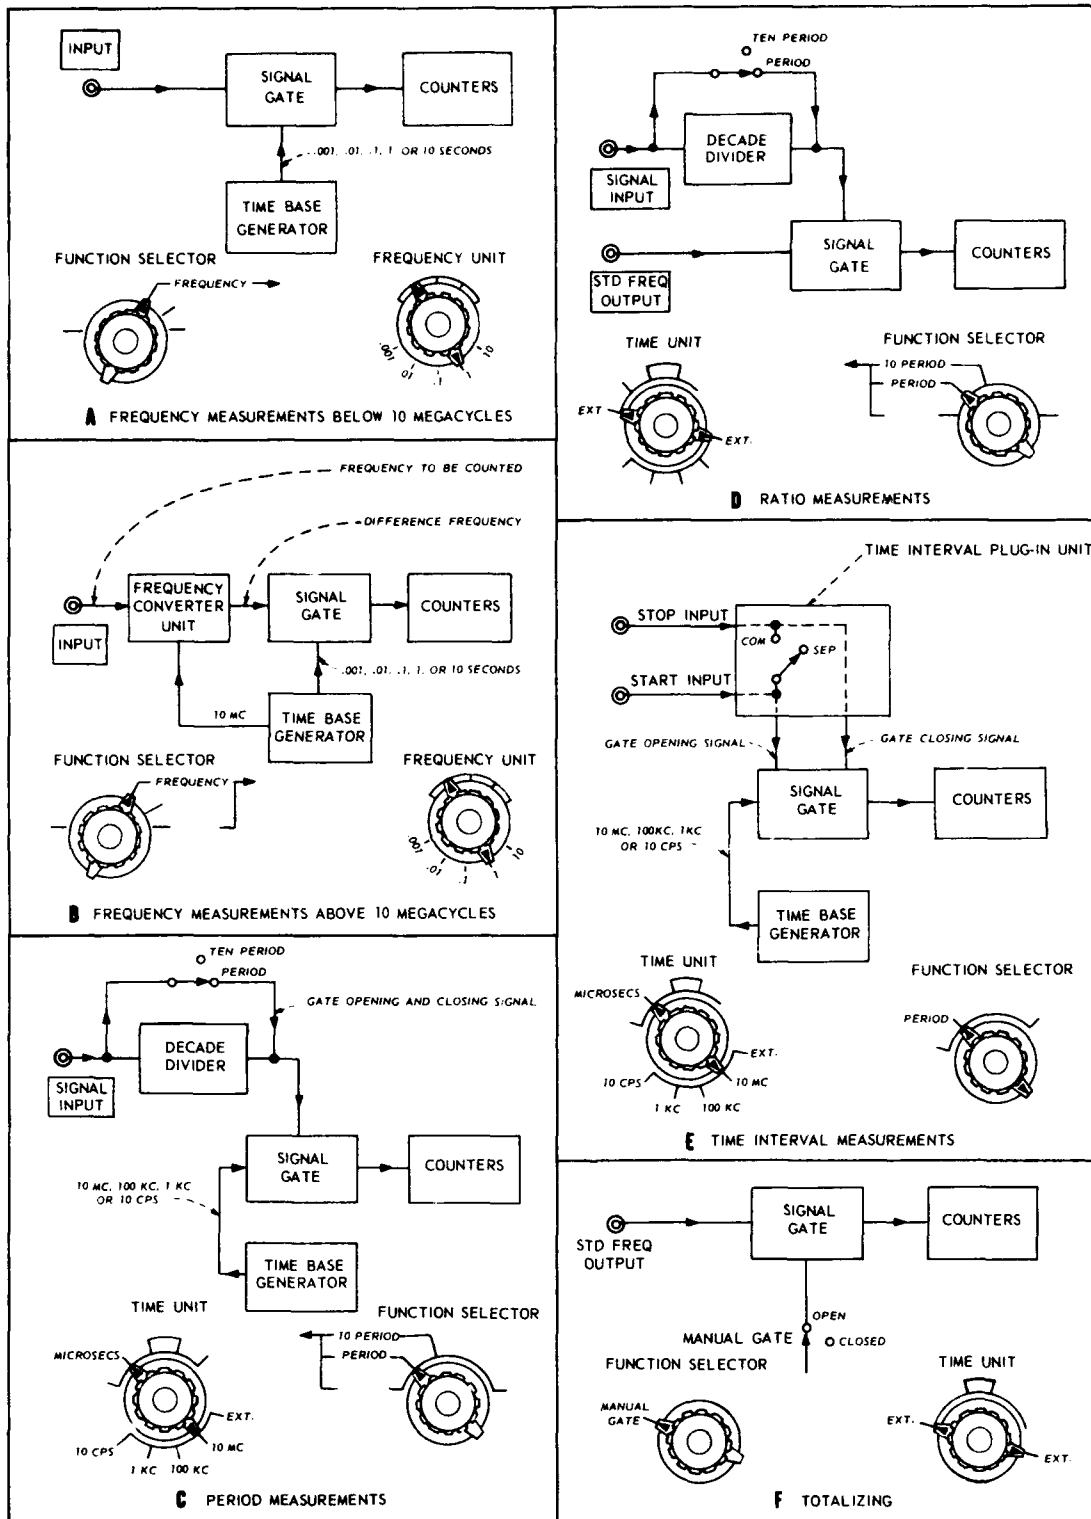 INPUT
SIGNAL
GATE
COUNTERS
.001, .01, .1, 1 OR 10 SECONDS
TIME BASE
GENERATOR
FUNCTION SELECTOR
FREQUENCY
FREQUENCY UNIT
.001
.01
.1
1
10
A FREQUENCY MEASUREMENTS BELOW 10 MEGACYCLES
FREQUENCY TO BE COUNTED
DIFFERENCE FREQUENCY
FREQUENCY
CONVERTER
UNIT
SIGNAL
GATE
COUNTERS
INPUT
.001, .01, .1, 1, OR 10 SECONDS
10 MC
TIME BASE
GENERATOR
FUNCTION SELECTOR
FREQUENCY
FREQUENCY UNIT
.001
.01
.1
1
10
B FREQUENCY MEASUREMENTS ABOVE 10 MEGACYCLES
TEN PERIOD
PERIOD
GATE OPENING AND CLOSING SIGNAL
DECADE
DIVIDER
SIGNAL
INPUT
SIGNAL
GATE
COUNTERS
10 MC, 100 KC, 1 KC
OR 10 CPS
TIME BASE
GENERATOR
TIME UNIT
MICROSECS
EXT.
10 MC
100 KC
1 KC
10 CPS
FUNCTION SELECTOR
10 PERIOD
PERIOD
C PERIOD MEASUREMENTS
TEN PERIOD
PERIOD
DECADE
DIVIDER
SIGNAL
INPUT
SIGNAL
GATE
COUNTERS
STD FREQ
OUTPUT
TIME UNIT
EXT
EXT.
FUNCTION SELECTOR
10 PERIOD
PERIOD
D RATIO MEASUREMENTS
TIME INTERVAL PLUG-IN UNIT
STOP INPUT
COM
SEP
START INPUT
GATE OPENING SIGNAL
GATE CLOSING SIGNAL
SIGNAL
GATE
COUNTERS
10 MC, 100KC, 1KC
OR 10 CPS
TIME BASE
GENERATOR
TIME UNIT
MICROSECS
EXT.
10 MC
100 KC
1 KC
10 CPS
FUNCTION SELECTOR
PERIOD
E TIME INTERVAL MEASUREMENTS
SIGNAL
GATE
COUNTERS
STD FREQ
OUTPUT
OPEN
MANUAL GATE
CLOSED
FUNCTION SELECTOR
MANUAL
GATE
TIME UNIT
EXT.
EXT.
F TOTALIZING